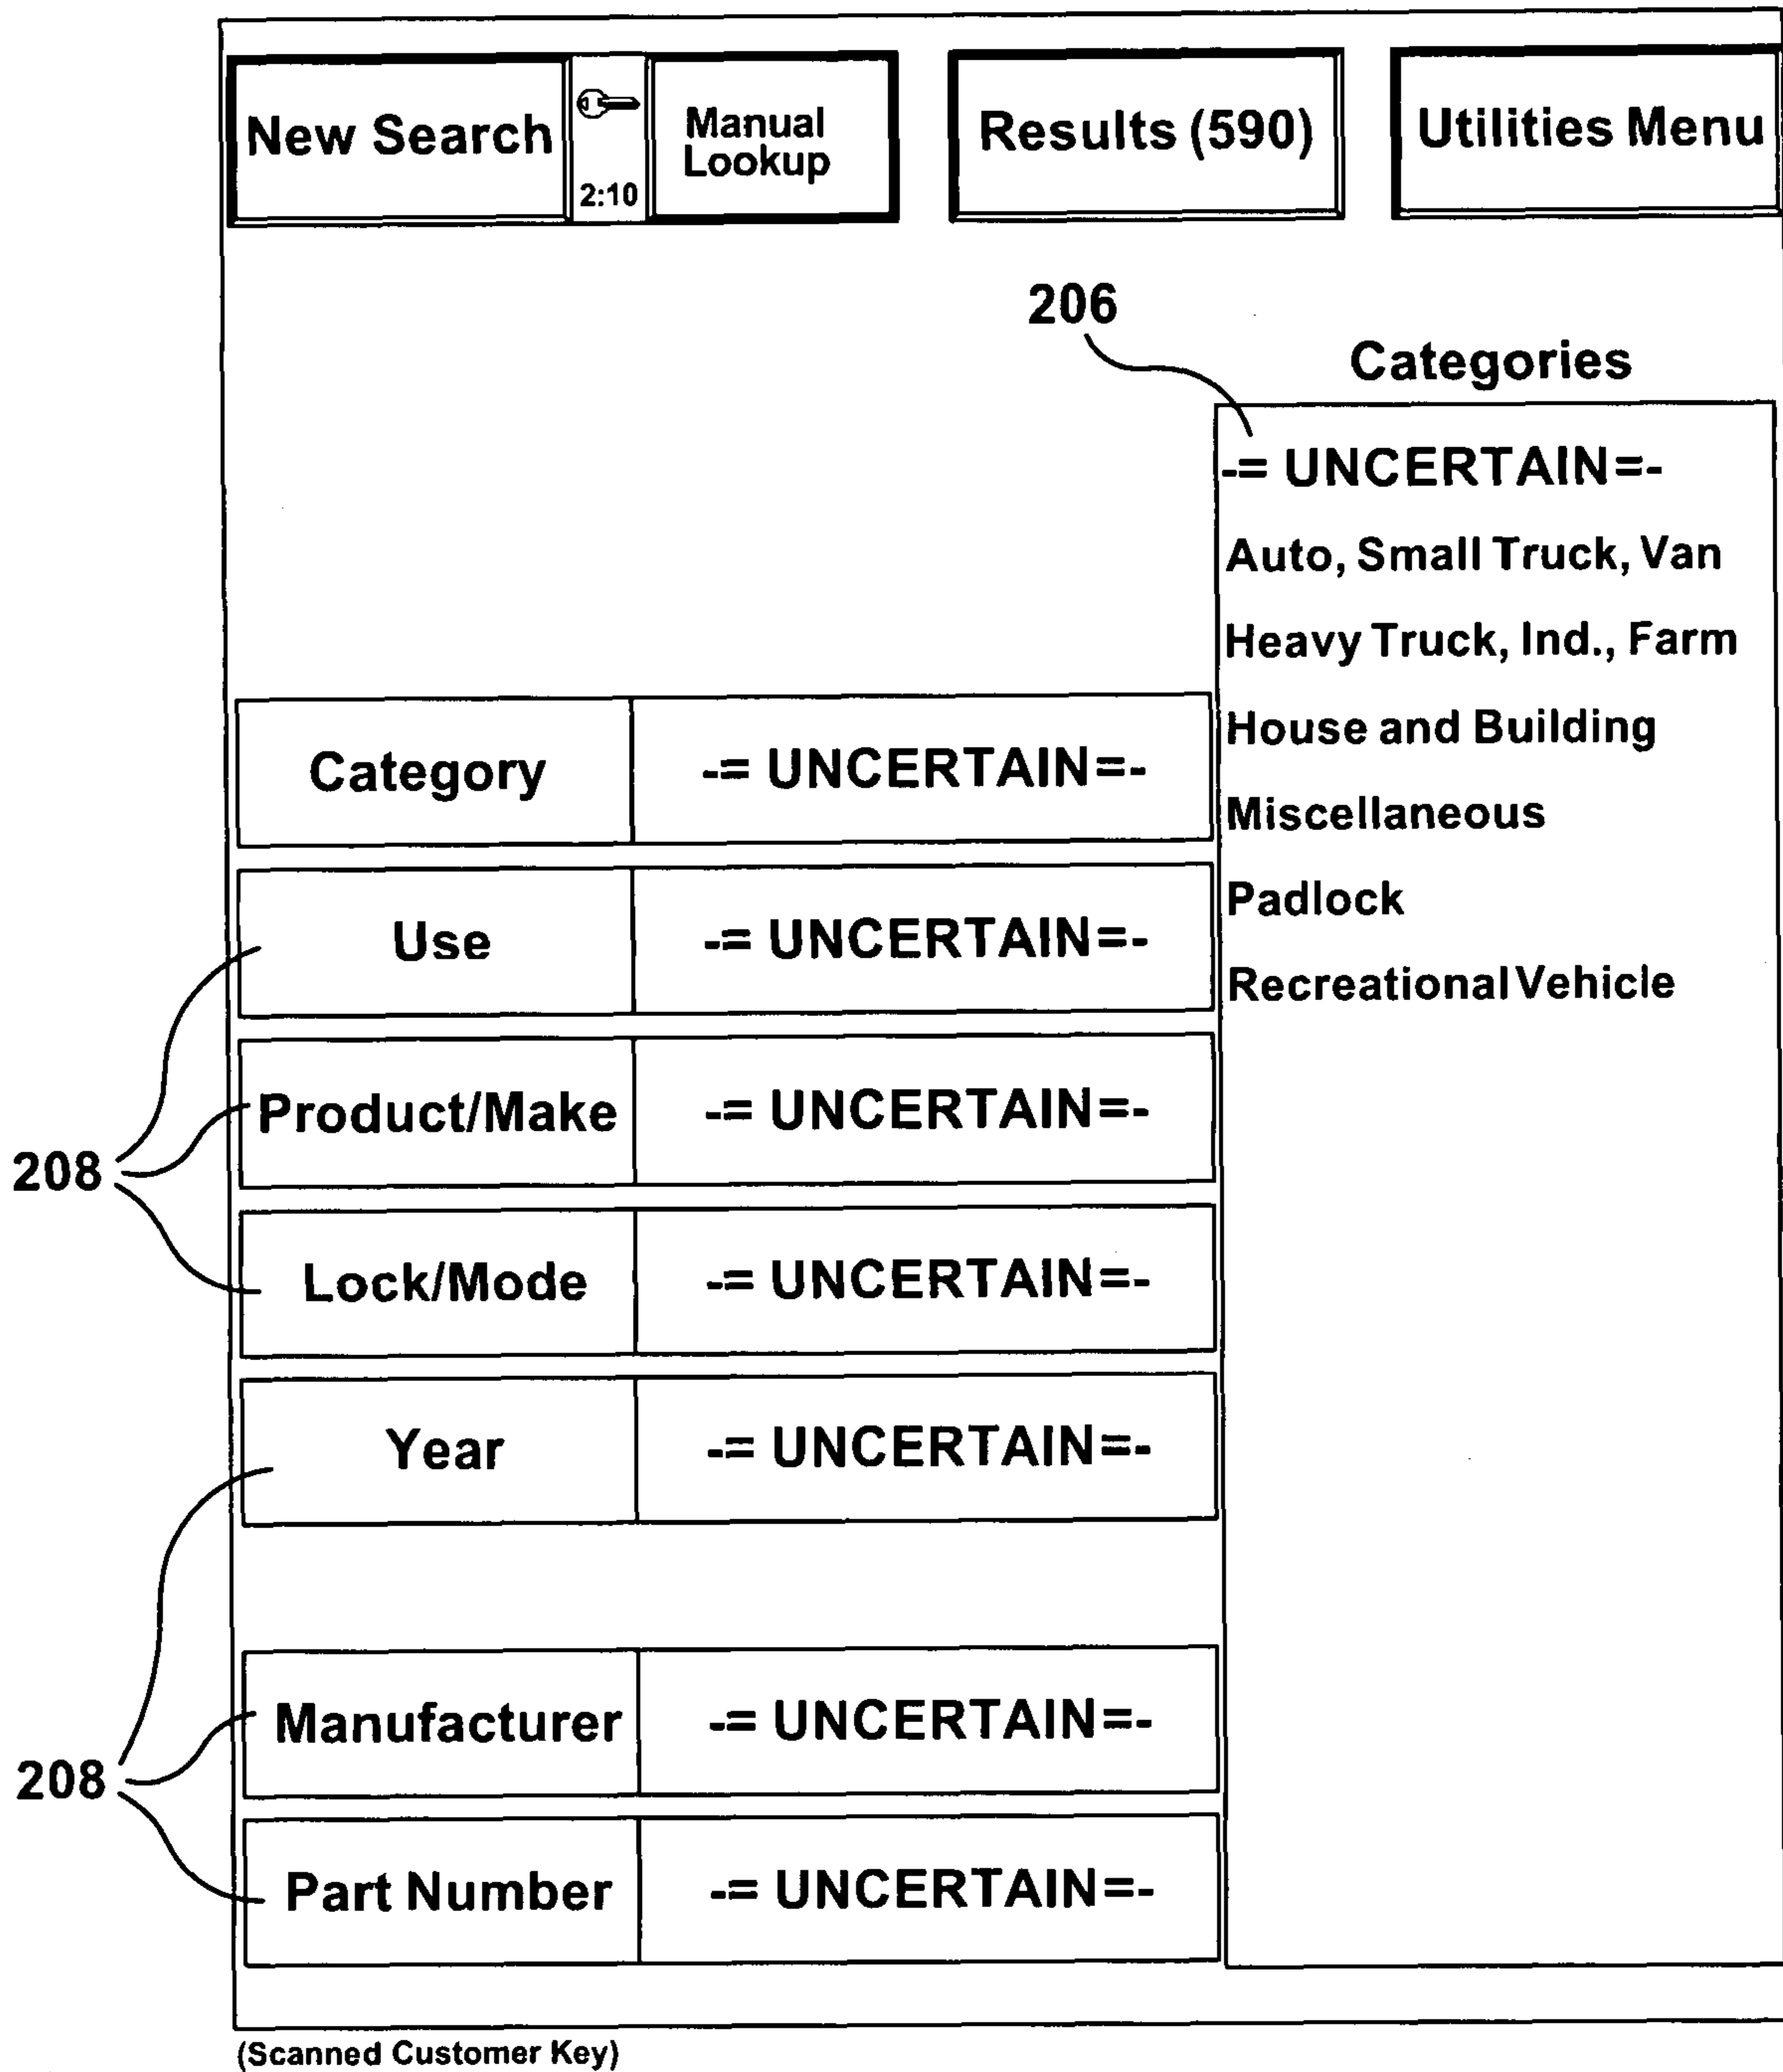 New Search
2:10
Manual
Lookup
Results (590)
Utilities Menu
206
Categories
-= UNCERTAIN=-
Auto, Small Truck, Van
Heavy Truck, Ind., Farm
House and Building
Miscellaneous
Padlock
Recreational Vehicle
Category -= UNCERTAIN=-
Use -= UNCERTAIN=-
Product/Make -= UNCERTAIN=-
208
Lock/Mode -= UNCERTAIN=-
Year -= UNCERTAIN=-
Manufacturer -= UNCERTAIN=-
208
Part Number -= UNCERTAIN=-
(Scanned Customer Key)